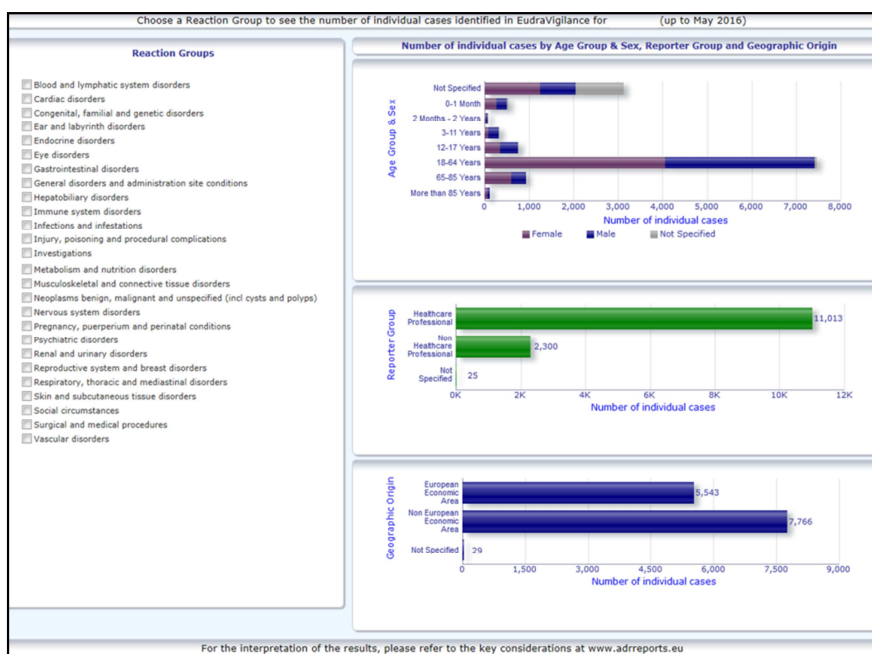 Choose a Reaction Group to see the number of individual cases identified in EudraVigilance for (up to May 2016)
Reaction Groups
Blood and lymphatic system disorders
Cardiac disorders
Congenital, familial and genetic disorders
Ear and labyrinth disorders
Endocrine disorders
Eye disorders
Gastrointestinal disorders
General disorders and administration site conditions
Hepatobiliary disorders
Immune system disorders
Infections and infestations
Injury, poisoning and procedural complications
Investigations
Metabolism and nutrition disorders
Musculoskeletal and connective tissue disorders
Neoplasms benign, malignant and unspecified (incl cysts and polyps)
Nervous system disorders
Pregnancy, puerperium and perinatal conditions
Psychiatric disorders
Renal and urinary disorders
Reproductive system and breast disorders
Respiratory, thoracic and mediastinal disorders
Skin and subcutaneous tissue disorders
Social circumstances
Surgical and medical procedures
Vascular disorders
Number of individual cases by Age Group & Sex, Reporter Group and Geographic Origin
Age Group & Sex
Not Specified
0-1 Month
2 Months - 2 Years
3-11 Years
12-17 Years
18-64 Years
65-85 Years
More than 85 Years
0 1,000 2,000 3,000 4,000 5,000 6,000 7,000 8,000
Number of individual cases
Female Male Not Specified
Reporter Group
Healthcare
Professional
11,013
Non
Healthcare
Professional
2,300
Not
Specified
25
0K 2K 4K 6K 8K 10K 12K
Number of individual cases
Geographic Origin
European
Economic
Area
5,543
Non European
Economic
Area
7,766
Not Specified
29
0 1,500 3,000 4,500 6,000 7,500 9,000
Number of individual cases
For the interpretation of the results, please refer to the key considerations at www.adrreports.eu